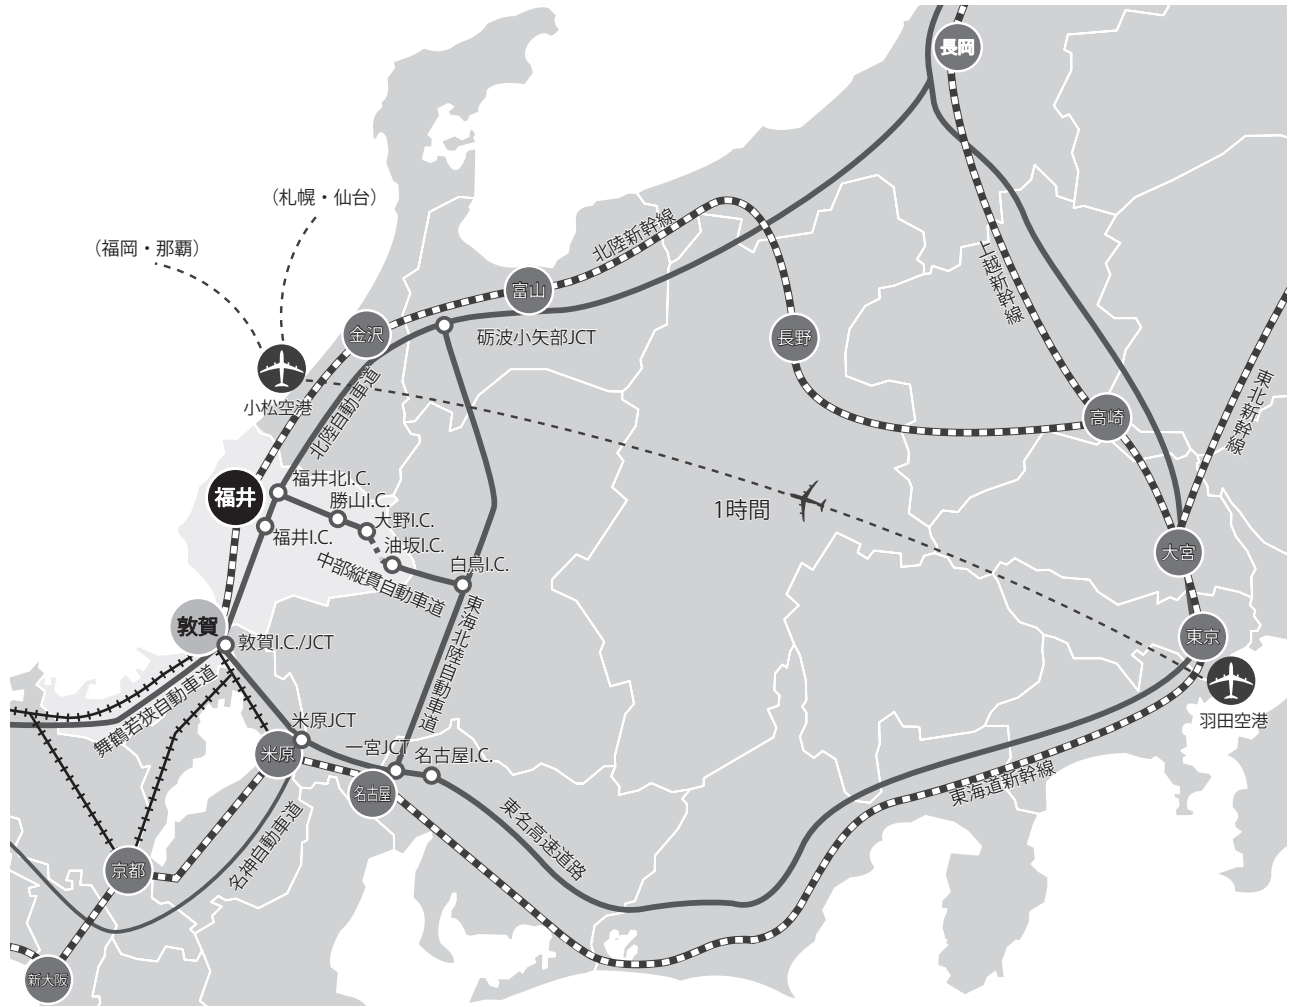 長岡
（札幌・仙台）
（福岡・那覇）
北陸新幹線
上越新幹線
富山
金沢
砺波小矢部JCT
長野
小松空港
北陸自動車道
東北新幹線
高崎
福井北I.C.
福井
勝山I.C.
1時間
大野I.C.
福井I.C.
油坂I.C.
大宮
白鳥I.C.
中部縦貫自動車道
敦賀
敦賀I.C./JCT
東海北陸自動車道
東京
舞鶴若狭自動車道
羽田空港
米原JCT
一宮JCT
名古屋I.C.
米原
名古屋
東海道新幹線
東名高速道路
名神自動車道
京都
新大阪